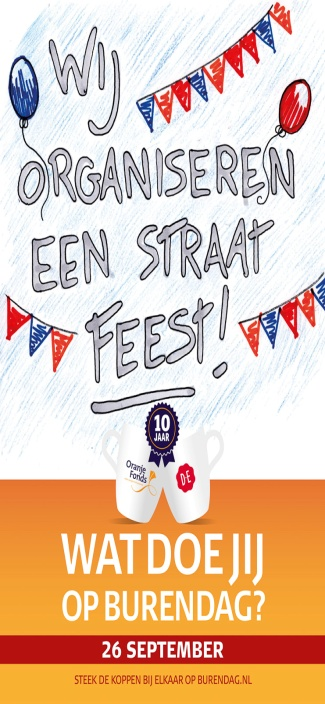 WIJ
ORGANISEREN
EEN STRAAT
FEEST!
10
JAAR
Oranje
Fonds
D·E
WAT DOE JIJ
OP BURENDAG?
26 SEPTEMBER
STEEK DE KOPPEN BIJ ELKAAR OP BURENDAG.NL